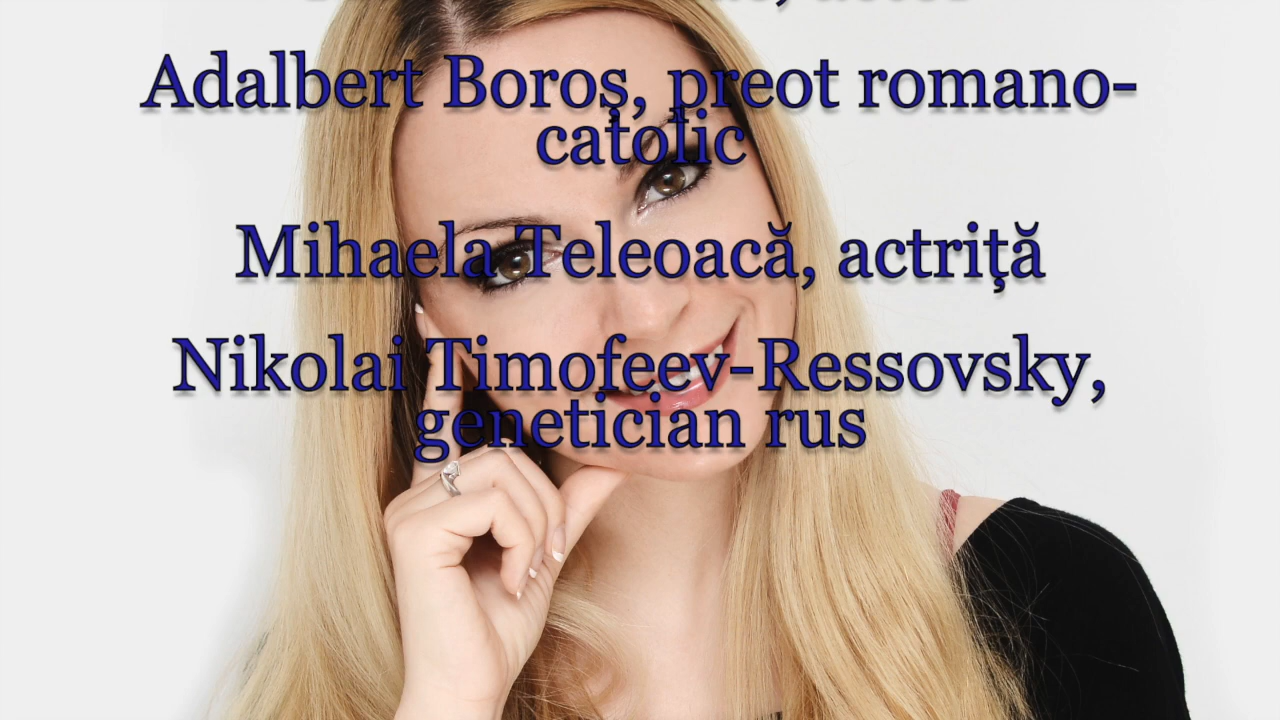 Adalbert Boroș, preot romano-
catolic
Mihaela Teleoacă, actriță
Nikolai Timofeev-Ressovsky,
genetician rus